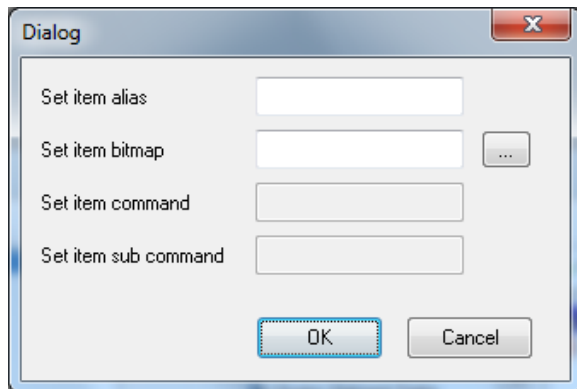 Dialog
Set item alias
Set item bitmap
...
Set item command
Set item sub command
OK
Cancel